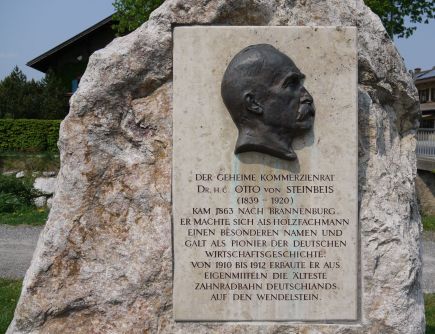 DER GEHEIME KOMMERZIENRAT
DR. H.C. OTTO VON STEINBEIS
(1839 – 1920)
KAM 1863 NACH BRANNENBURG.
ER MACHTE SICH ALS HOLZFACHMANN
EINEN BESONDEREN NAMEN UND
GALT ALS PIONIER DER DEUTSCHEN
WIRTSCHAFTSGESCHICHTE.
VON 1910 BIS 1912 ERBAUTE ER AUS
EIGENMITTELN DIE ÄLTESTE
ZAHNRADBAHN DEUTSCHLANDS
AUF DEN WENDELSTEIN.